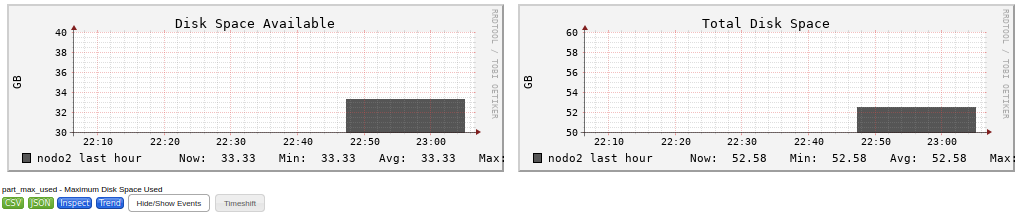 Disk Space Available
40
38
36
34
32
30
GB
22:10 22:20 22:30 22:40 22:50 23:00
nodo2 last hour Now: 33.33 Min: 33.33 Avg: 33.33 Max:
RRDTOOL / TOBI OETIKER
Total Disk Space
60
58
56
54
52
50
GB
22:10 22:20 22:30 22:40 22:50 23:00
nodo2 last hour Now: 52.58 Min: 52.58 Avg: 52.58 Max:
RRDTOOL / TOBI OETIKER
part_max_used - Maximum Disk Space Used
CSV JSON Inspect Trend Hide/Show Events Timeshift